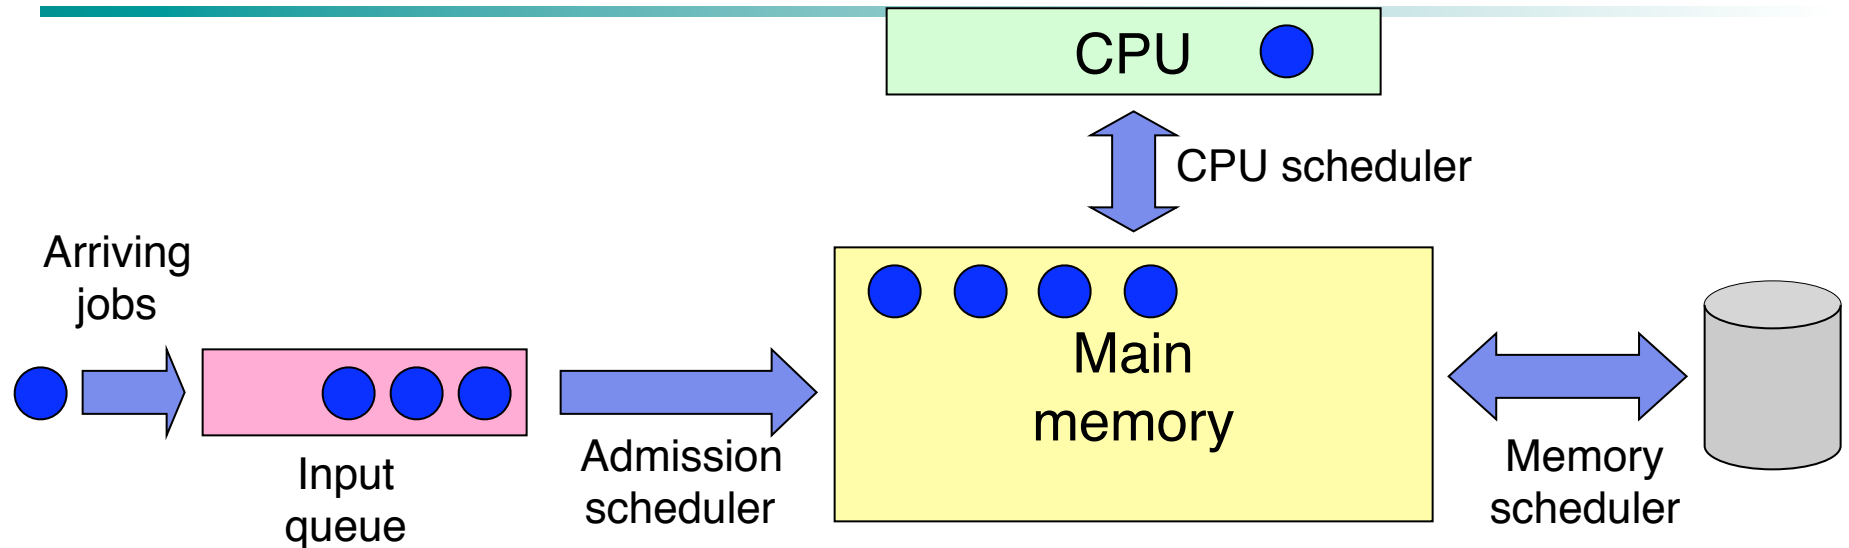 CPU
CPU scheduler
Arriving
jobs
Main
memory
Input
queue
Admission
scheduler
Memory
scheduler